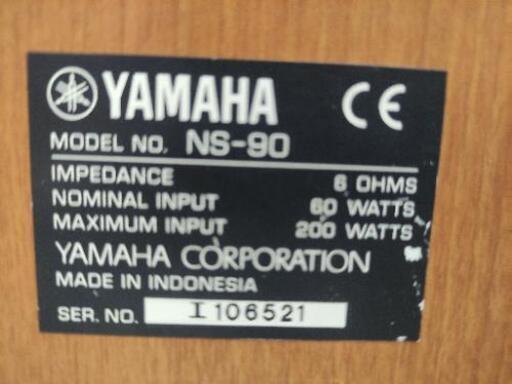 YAMAHA CE
MODEL NO. NS-90
IMPEDANCE 6 OHMS
NOMINAL INPUT 60 WATTS
MAXIMUM INPUT 200 WATTS
YAMAHA CORPORATION
MADE IN INDONESIA
SER. NO. I 106521